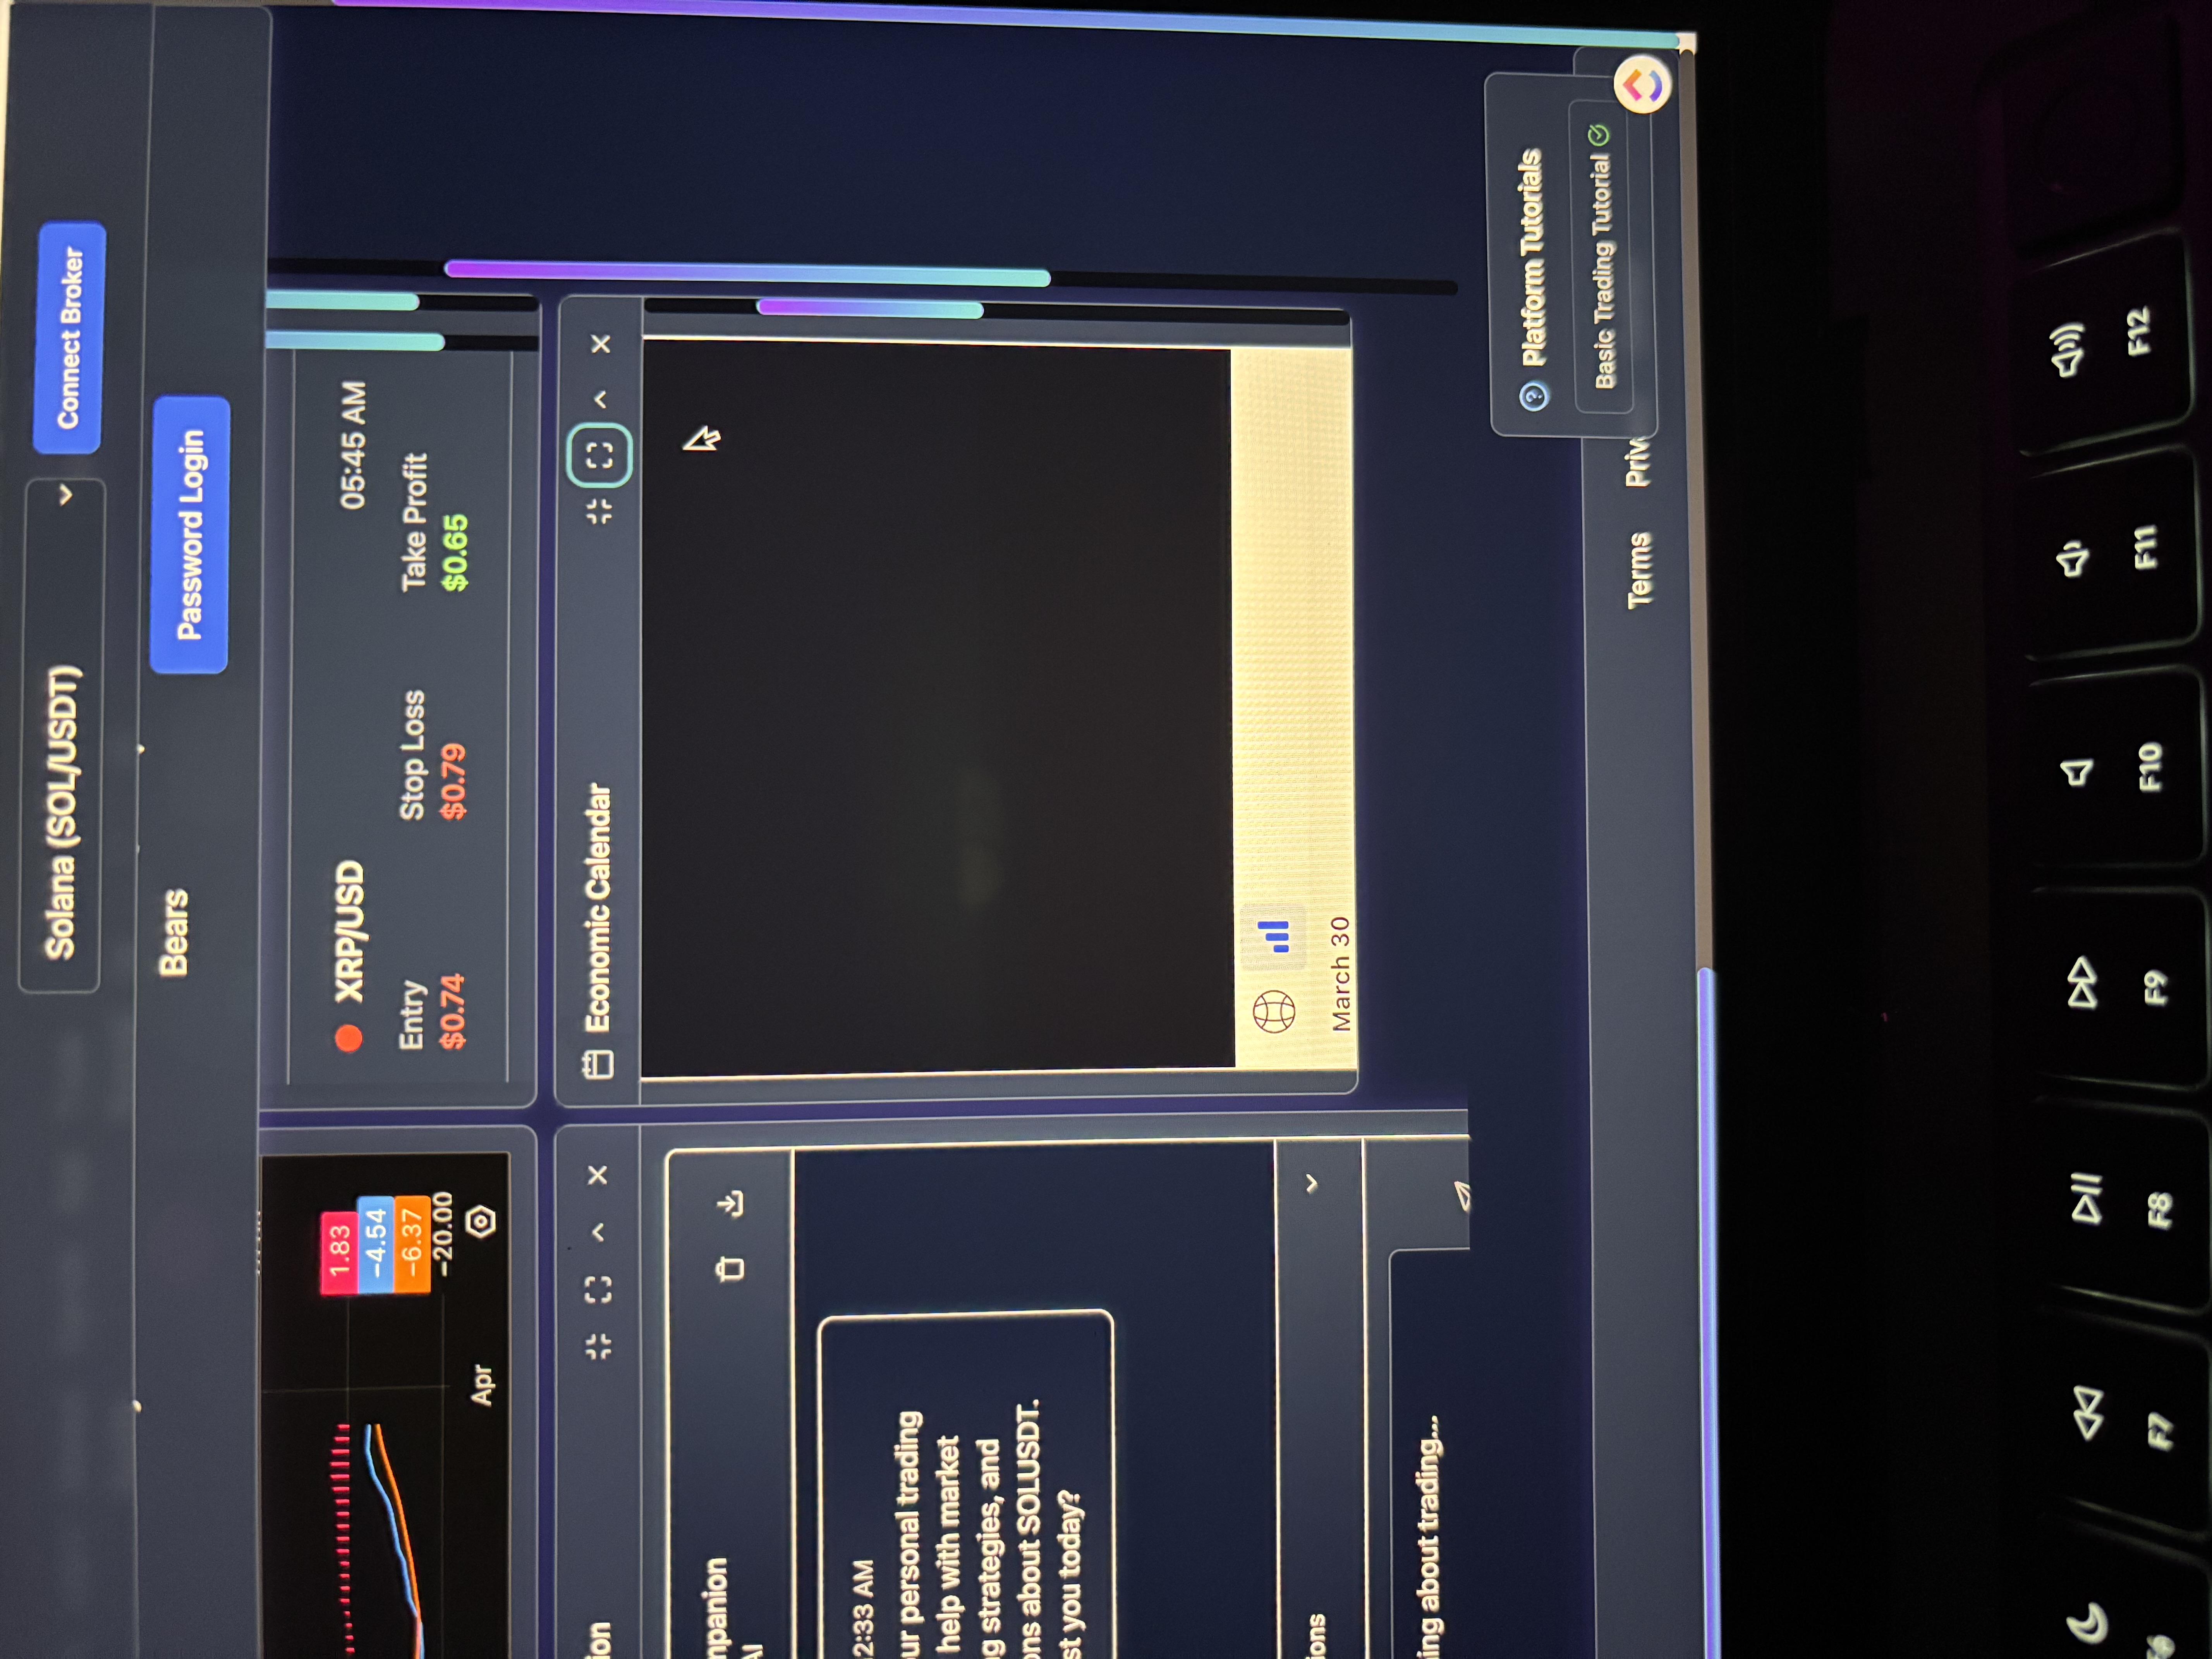 Solana (SOL/USDT)
Connect Broker
Bears
Password Login
1.83
−4.54
−6.37
−20.00
Apr
XRP/USD
05:45 AM
Entry
Stop Loss
Take Profit
$0.74
$0.79
$0.65
ion
Economic Calendar
mpanion
AI
2:33 AM
ur personal trading
help with market
g strategies, and
ons about SOLUSDT.
st you today?
March 30
ions
ing about trading...
Platform Tutorials
Basic Trading Tutorial
Terms
Priv
F6
F7
F8
F9
F10
F11
F12